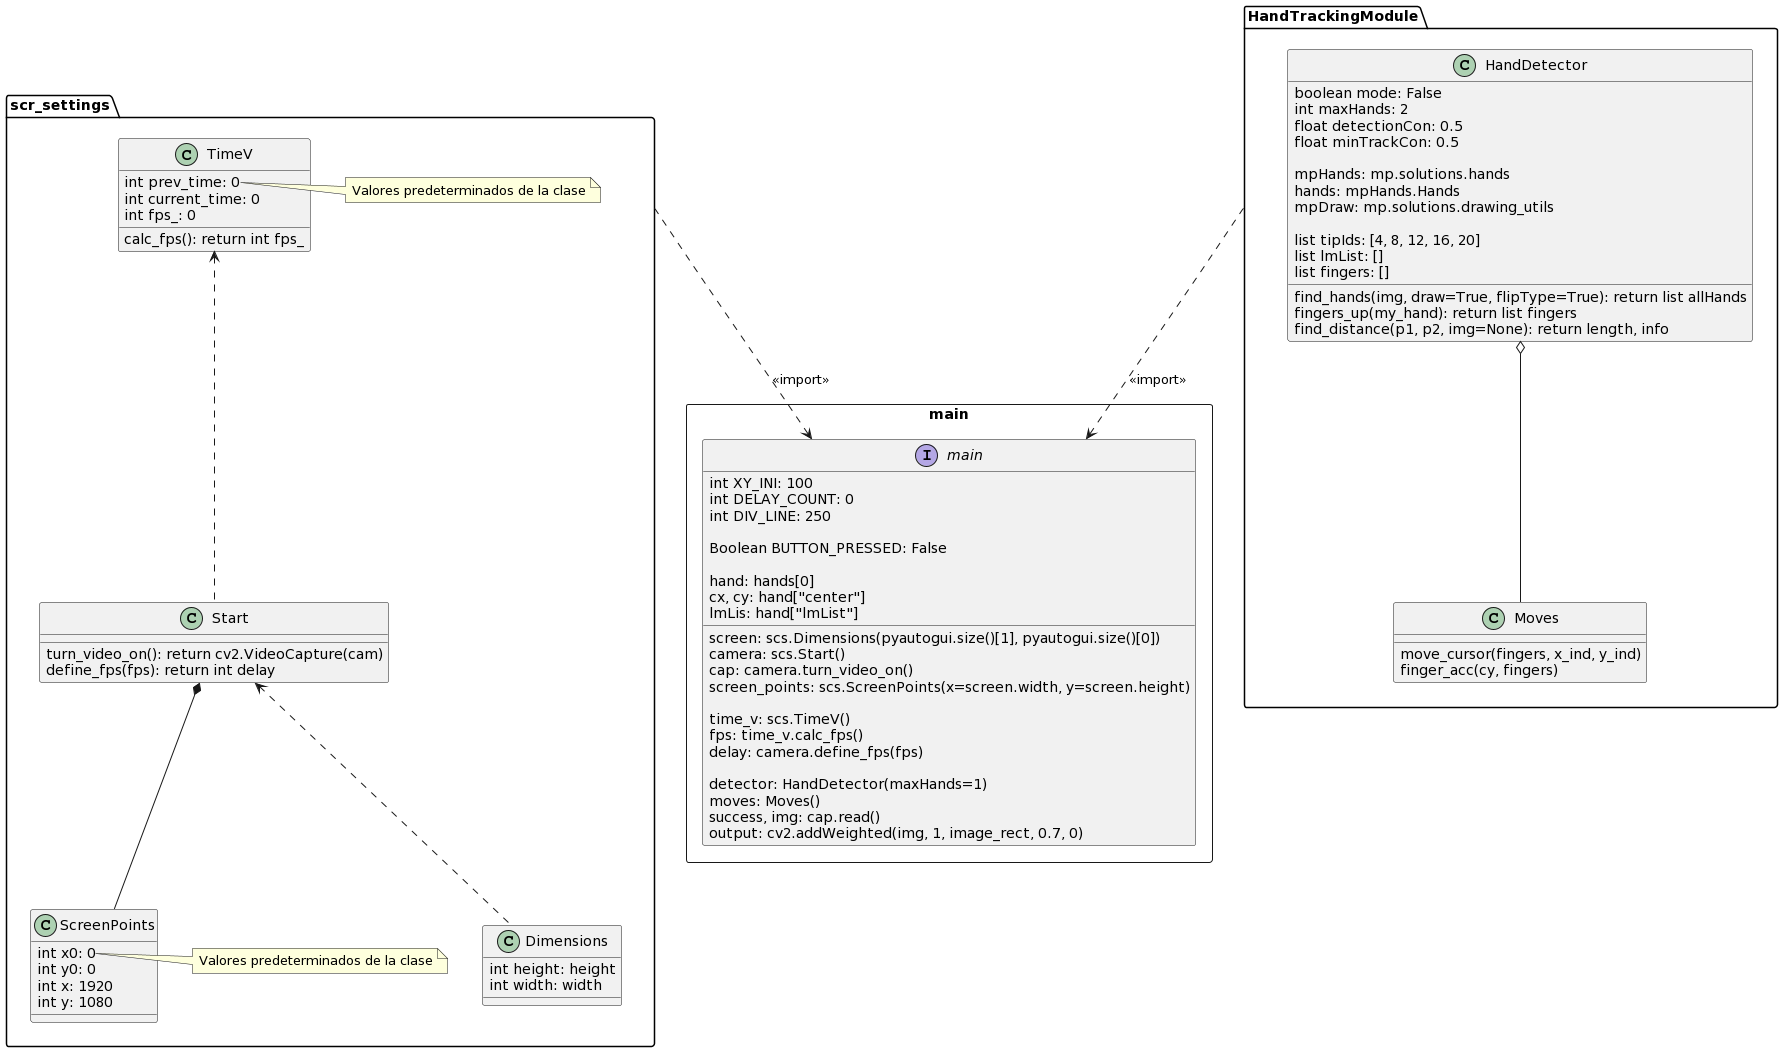 scr_settings
C TimeV
int prev_time: 0
int current_time: 0
int fps_: 0
calc_fps(): return int fps_
Valores predeterminados de la clase
C Start
turn_video_on(): return cv2.VideoCapture(cam)
define_fps(fps): return int delay
C ScreenPoints
int x0: 0
int y0: 0
int x: 1920
int y: 1080
Valores predeterminados de la clase
C Dimensions
int height: height
int width: width
«import»
«import»
main
I main
int XY_INI: 100
int DELAY_COUNT: 0
int DIV_LINE: 250
Boolean BUTTON_PRESSED: False
hand: hands[0]
cx, cy: hand["center"]
lmLis: hand["lmList"]
screen: scs.Dimensions(pyautogui.size()[1], pyautogui.size()[0])
camera: scs.Start()
cap: camera.turn_video_on()
screen_points: scs.ScreenPoints(x=screen.width, y=screen.height)
time_v: scs.TimeV()
fps: time_v.calc_fps()
delay: camera.define_fps(fps)
detector: HandDetector(maxHands=1)
moves: Moves()
success, img: cap.read()
output: cv2.addWeighted(img, 1, image_rect, 0.7, 0)
HandTrackingModule
C HandDetector
boolean mode: False
int maxHands: 2
float detectionCon: 0.5
float minTrackCon: 0.5
mpHands: mp.solutions.hands
hands: mpHands.Hands
mpDraw: mp.solutions.drawing_utils
list tipIds: [4, 8, 12, 16, 20]
list lmList: []
list fingers: []
find_hands(img, draw=True, flipType=True): return list allHands
fingers_up(my_hand): return list fingers
find_distance(p1, p2, img=None): return length, info
C Moves
move_cursor(fingers, x_ind, y_ind)
finger_acc(cy, fingers)